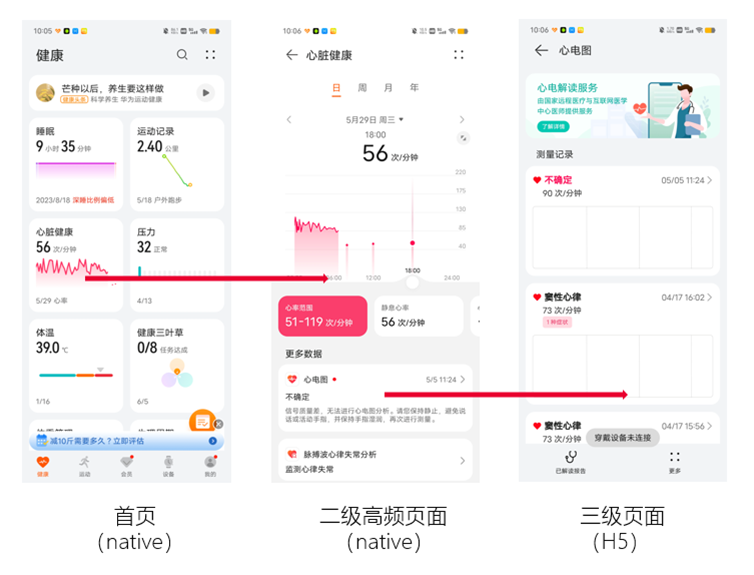 10:05
健康
芒种以后，养生要这样做
健康头条 科学养生 华为运动健康
睡眠
9 小时 35 分钟
2023/8/18 深睡比例偏低
运动记录
2.40 公里
5/18 户外跑步
心脏健康
56 次/分钟
5/29 心率
压力
32 正常
4/13
体温
39.0 ℃
1/16
健康三叶草
0/8 任务达成
6/5
减10斤需要多久？立即评估
健康
运动
会员
设备
我的
首页
(native)
10:06
心脏健康
日 周 月 年
5月29日 周三
18:00
56 次/分钟
220
175
130
85
40
12:00
18:00
24:00
心率范围
51-119 次/分钟
静息心率
56 次/分钟
更多数据
心电图
5/5 11:24
不确定
信号质量差，无法进行心电图分析。请您保持静止，避免说
话或活动手指，并保持手指湿润，再次进行测量。
脉搏波心律失常分析
监测心律失常
二级高频页面
(native)
10:06
心电图
心电解读服务
由国家远程医疗与互联网医学
中心医师提供服务
了解详情
测量记录
不确定
05/05 11:24
90 次/分钟
窦性心律
04/17 16:02
73 次/分钟
1种症状
窦性心律
04/17 15:56
73 次/分钟
穿戴设备未连接
已解读报告
更多
三级页面
(H5)